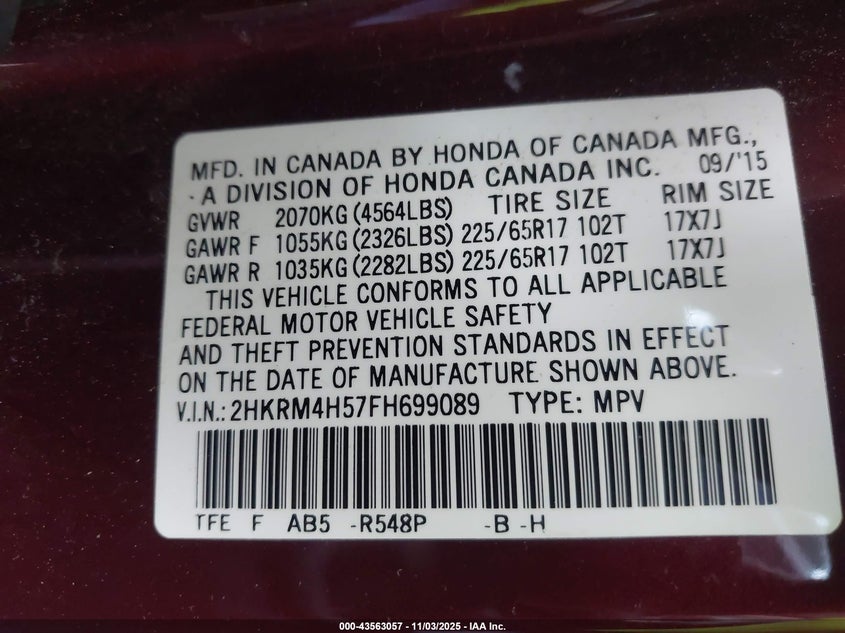 MFD. IN CANADA BY HONDA OF CANADA MFG.,
· A DIVISION OF HONDA CANADA INC. 09/'15
GVWR 2070KG (4564LBS) TIRE SIZE RIM SIZE
GAWR F 1055KG (2326LBS) 225/65R17 102T 17X7J
GAWR R 1035KG (2282LBS) 225/65R17 102T 17X7J
THIS VEHICLE CONFORMS TO ALL APPLICABLE
FEDERAL MOTOR VEHICLE SAFETY
AND THEFT PREVENTION STANDARDS IN EFFECT
ON THE DATE OF MANUFACTURE SHOWN ABOVE.
V.I.N.: 2HKRM4H57FH699089 TYPE: MPV
TFE F AB5 -R548P -B -H
000-43563057 - 11/03/2025 - IAA Inc.